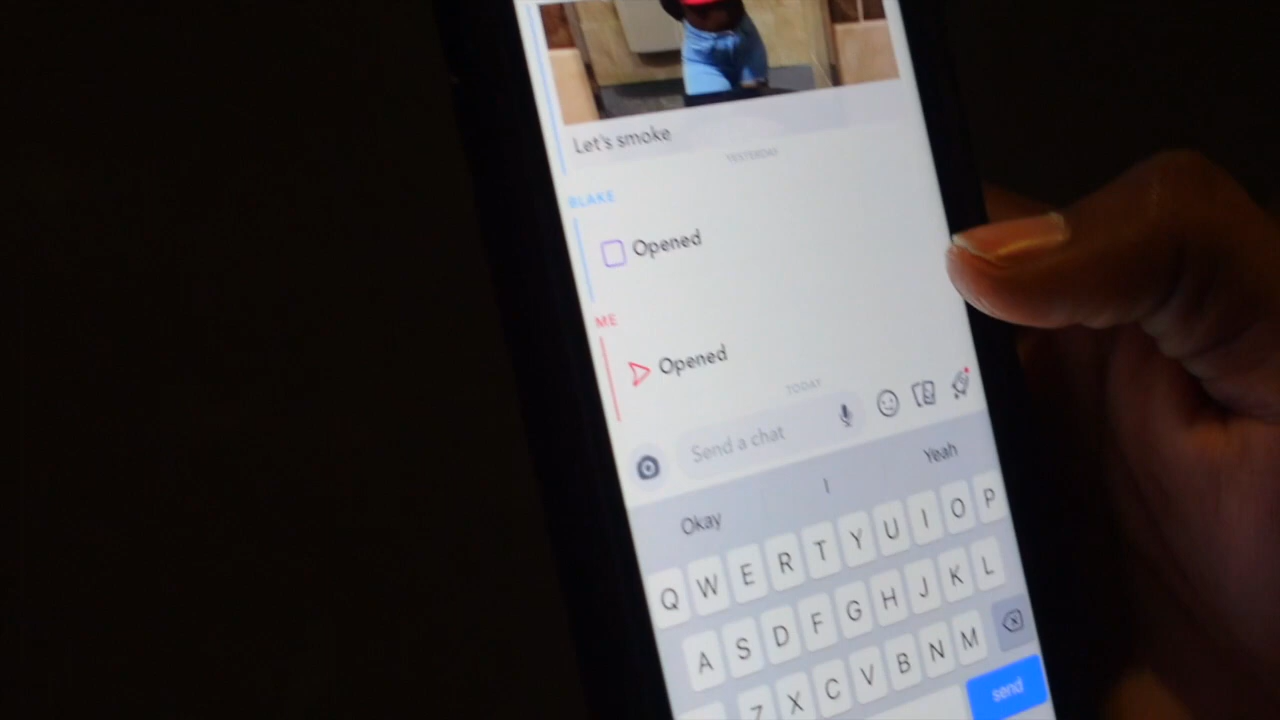 Let's smoke
YESTERDAY
BLAKE
Opened
ME
Opened
TODAY
Send a chat
Okay
I
Yeah
Q W E R T Y U I O P
A S D F G H J K L
Z X C V B N M
send